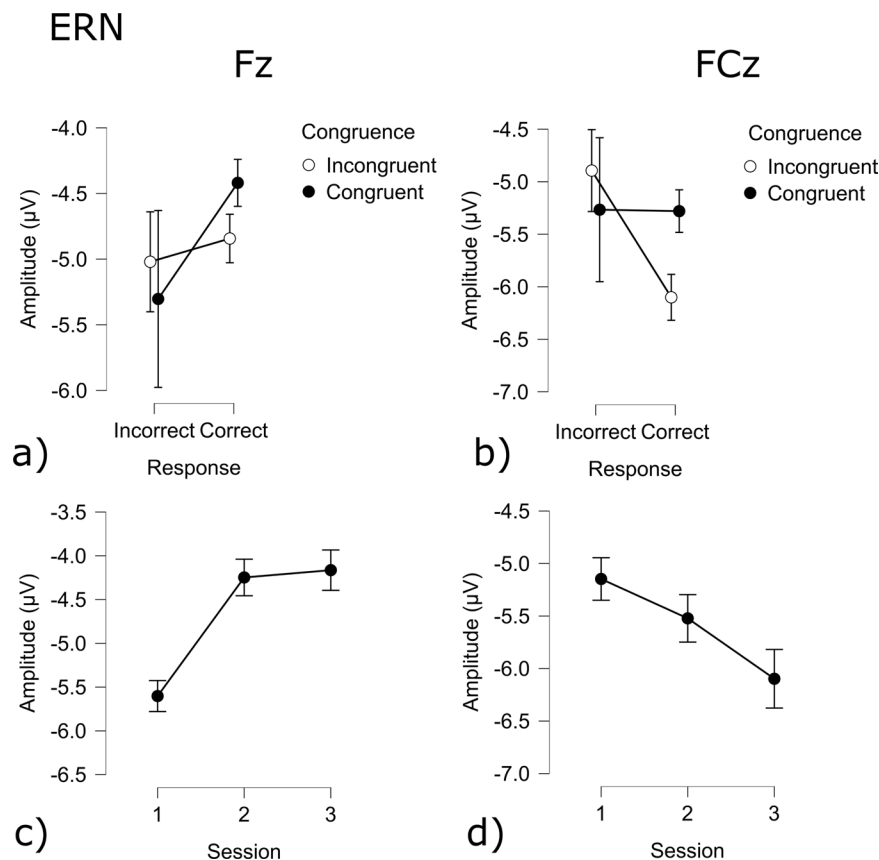 ERN
Fz
FCz
-4.0
-4.5
-5.0
-5.5
-6.0
Amplitude (µV)
Congruence
Incongruent
Congruent
Incorrect Correct
Response
a)
-4.5
-5.0
-5.5
-6.0
-6.5
-7.0
Amplitude (µV)
Congruence
Incongruent
Congruent
Incorrect Correct
Response
b)
-3.5
-4.0
-4.5
-5.0
-5.5
-6.0
-6.5
Amplitude (µV)
1 2 3
Session
c)
-4.5
-5.0
-5.5
-6.0
-6.5
-7.0
Amplitude (µV)
1 2 3
Session
d)